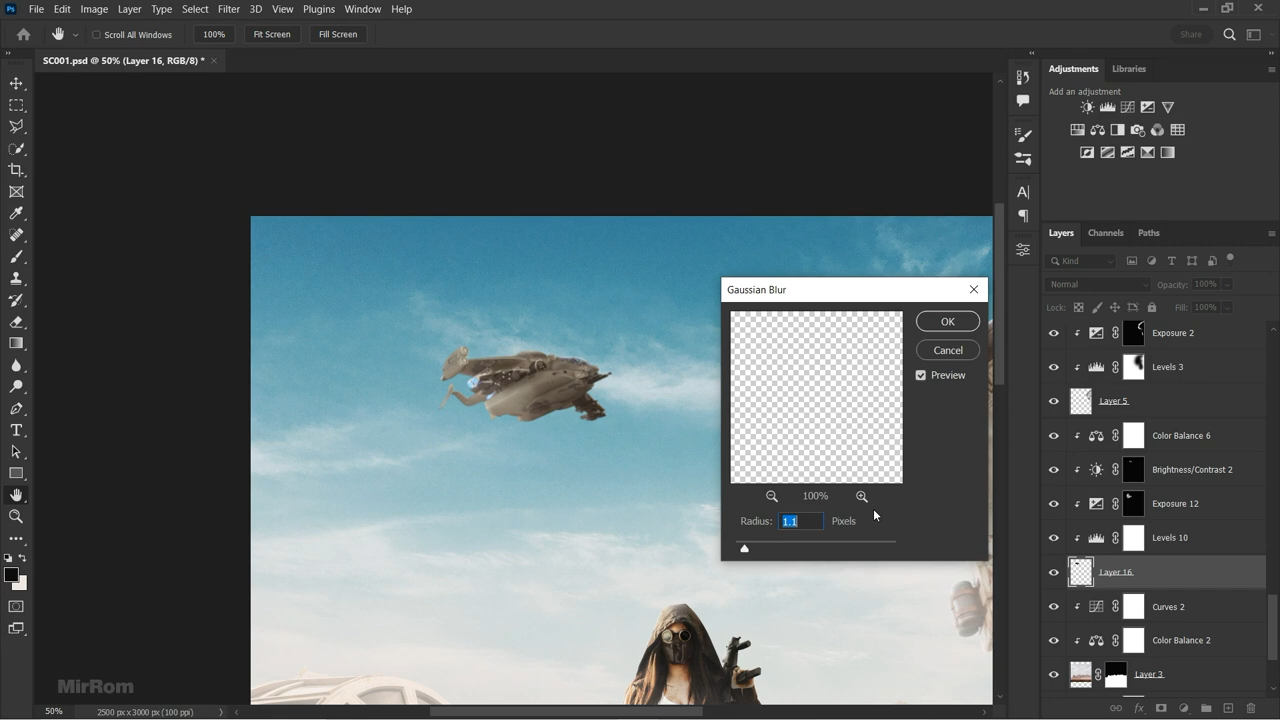 Ps File Edit Image Layer Type Select Filter 3D View Plugins Window Help
Scroll All Windows 100% Fit Screen Fill Screen Share
SC001.psd @ 50% (Layer 16, RGB/8) *
Adjustments Libraries
Add an adjustment
Layers Channels Paths
Kind
Normal Opacity: 100%
Lock: Fill: 100%
Exposure 2
Levels 3
Layer 5
Color Balance 6
Brightness/Contrast 2
Exposure 12
Levels 10
Layer 16
Curves 2
Color Balance 2
Layer 3
Gaussian Blur
OK
Cancel
Preview
100%
Radius: 1.1 Pixels
MirRom
50% 2500 px x 3000 px (100 ppi)